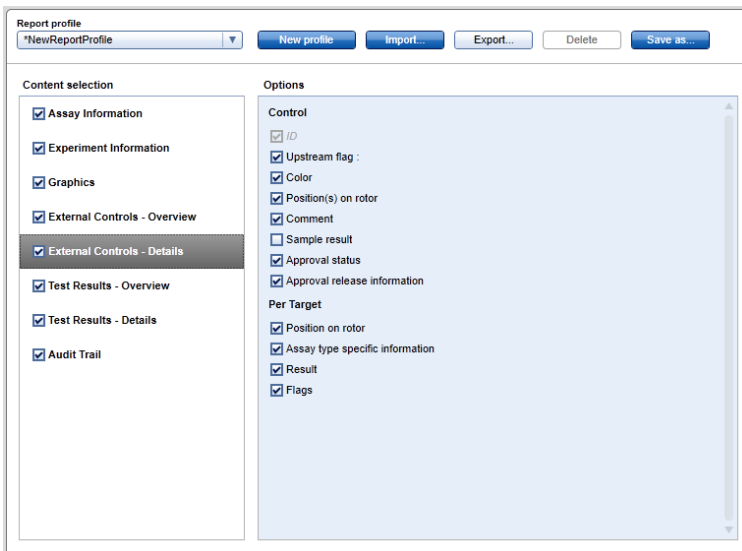 Report profile
*NewReportProfile
New profile
Import...
Export...
Delete
Save as...
Content selection
Assay Information
Experiment Information
Graphics
External Controls - Overview
External Controls - Details
Test Results - Overview
Test Results - Details
Audit Trail
Options
Control
ID
Upstream flag :
Color
Position(s) on rotor
Comment
Sample result
Approval status
Approval release information
Per Target
Position on rotor
Assay type specific information
Result
Flags